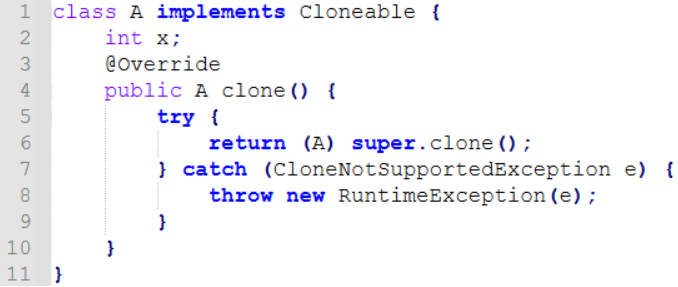 1 class A implements Cloneable {
2     int x;
3     @Override
4     public A clone() {
5         try {
6             return (A) super.clone();
7         } catch (CloneNotSupportedException e) {
8             throw new RuntimeException(e);
9         }
10     }
11 }